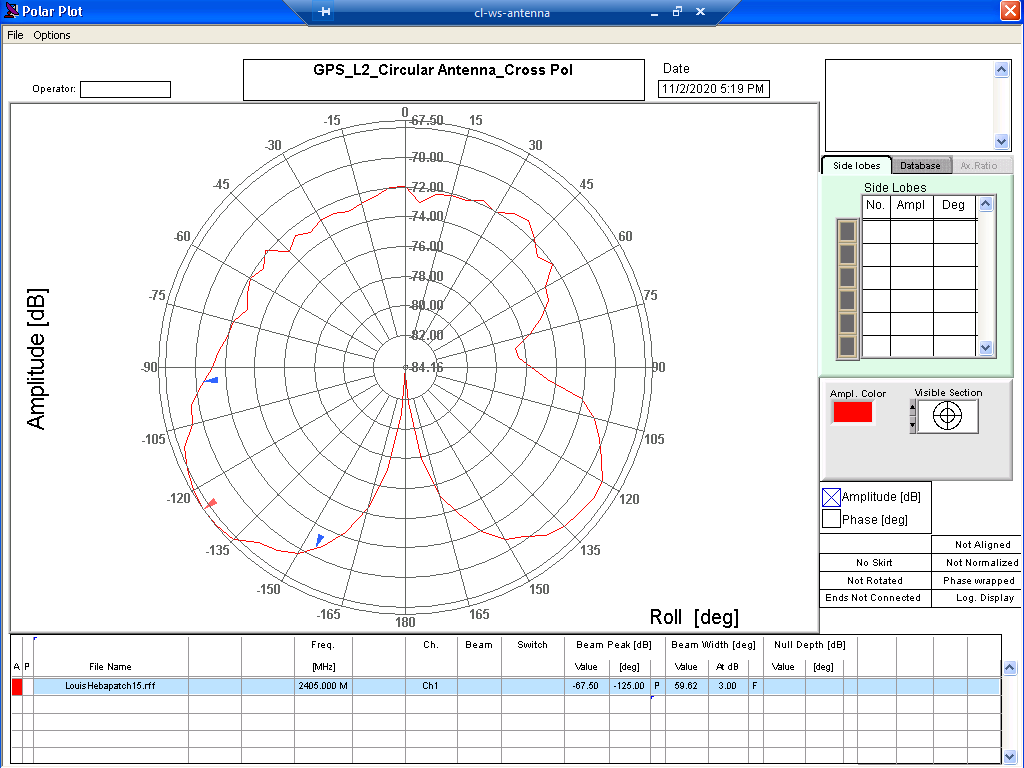 Polar Plot
cl-ws-antenna
File Options
Operator:
GPS_L2_Circular Antenna_Cross Pol
Date
11/2/2020 5:19 PM
0
-67.50
-15
15
-30
30
-70.00
-45
45
-72.00
-74.00
-60
60
-76.00
-78.00
-75
75
-80.00
-82.00
-90
-84.16
90
-105
105
-120
120
-135
135
-150
150
-165
165
180
Amplitude [dB]
Roll [deg]
Side lobes Database Ax.Ratio
Side Lobes
No. Ampl Deg
Ampl. Color Visible Section
Amplitude [dB]
Phase [deg]
Not Aligned
No Skirt Not Normalized
Not Rotated Phase wrapped
Ends Not Connected Log. Display
Freq. Ch. Beam Switch Beam Peak [dB] Beam Width [deg] Null Depth [dB]
A P File Name [MHz] Value [deg] Value At dB Value [deg]
LouisHebapatch15.rff 2405.000 M Ch1 -67.50 -125.00 P 59.62 3.00 F